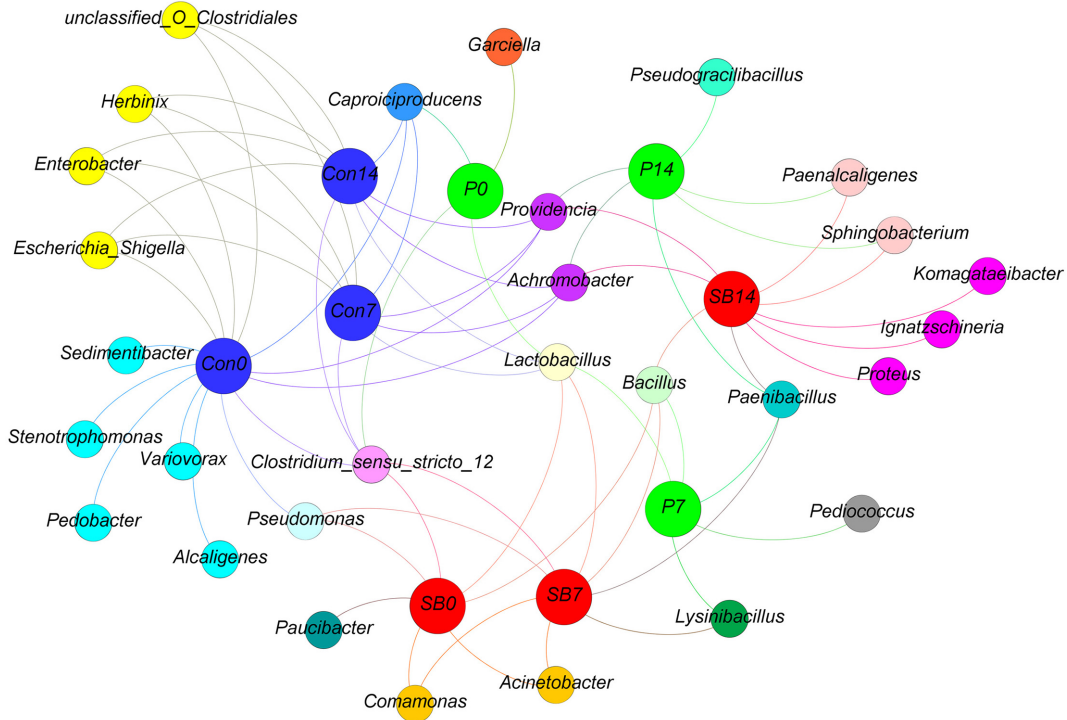 unclassified_O_Clostridiales
Garciella
Pseudogracilibacillus
Herbinix
Caproiciproducens
Enterobacter
Con14
P0
P14
Paenalcaligenes
Providencia
Sphingobacterium
Escherichia_Shigella
Achromobacter
Komagataeibacter
SB14
Con7
Ignatzschineria
Sedimentibacter
Con0
Lactobacillus
Bacillus
Proteus
Paenibacillus
Stenotrophomonas
Variovorax
Clostridium_sensu_stricto_12
Pedobacter
Pseudomonas
P7
Pediococcus
Alcaligenes
SB0
SB7
Paucibacter
Lysinibacillus
Acinetobacter
Comamonas